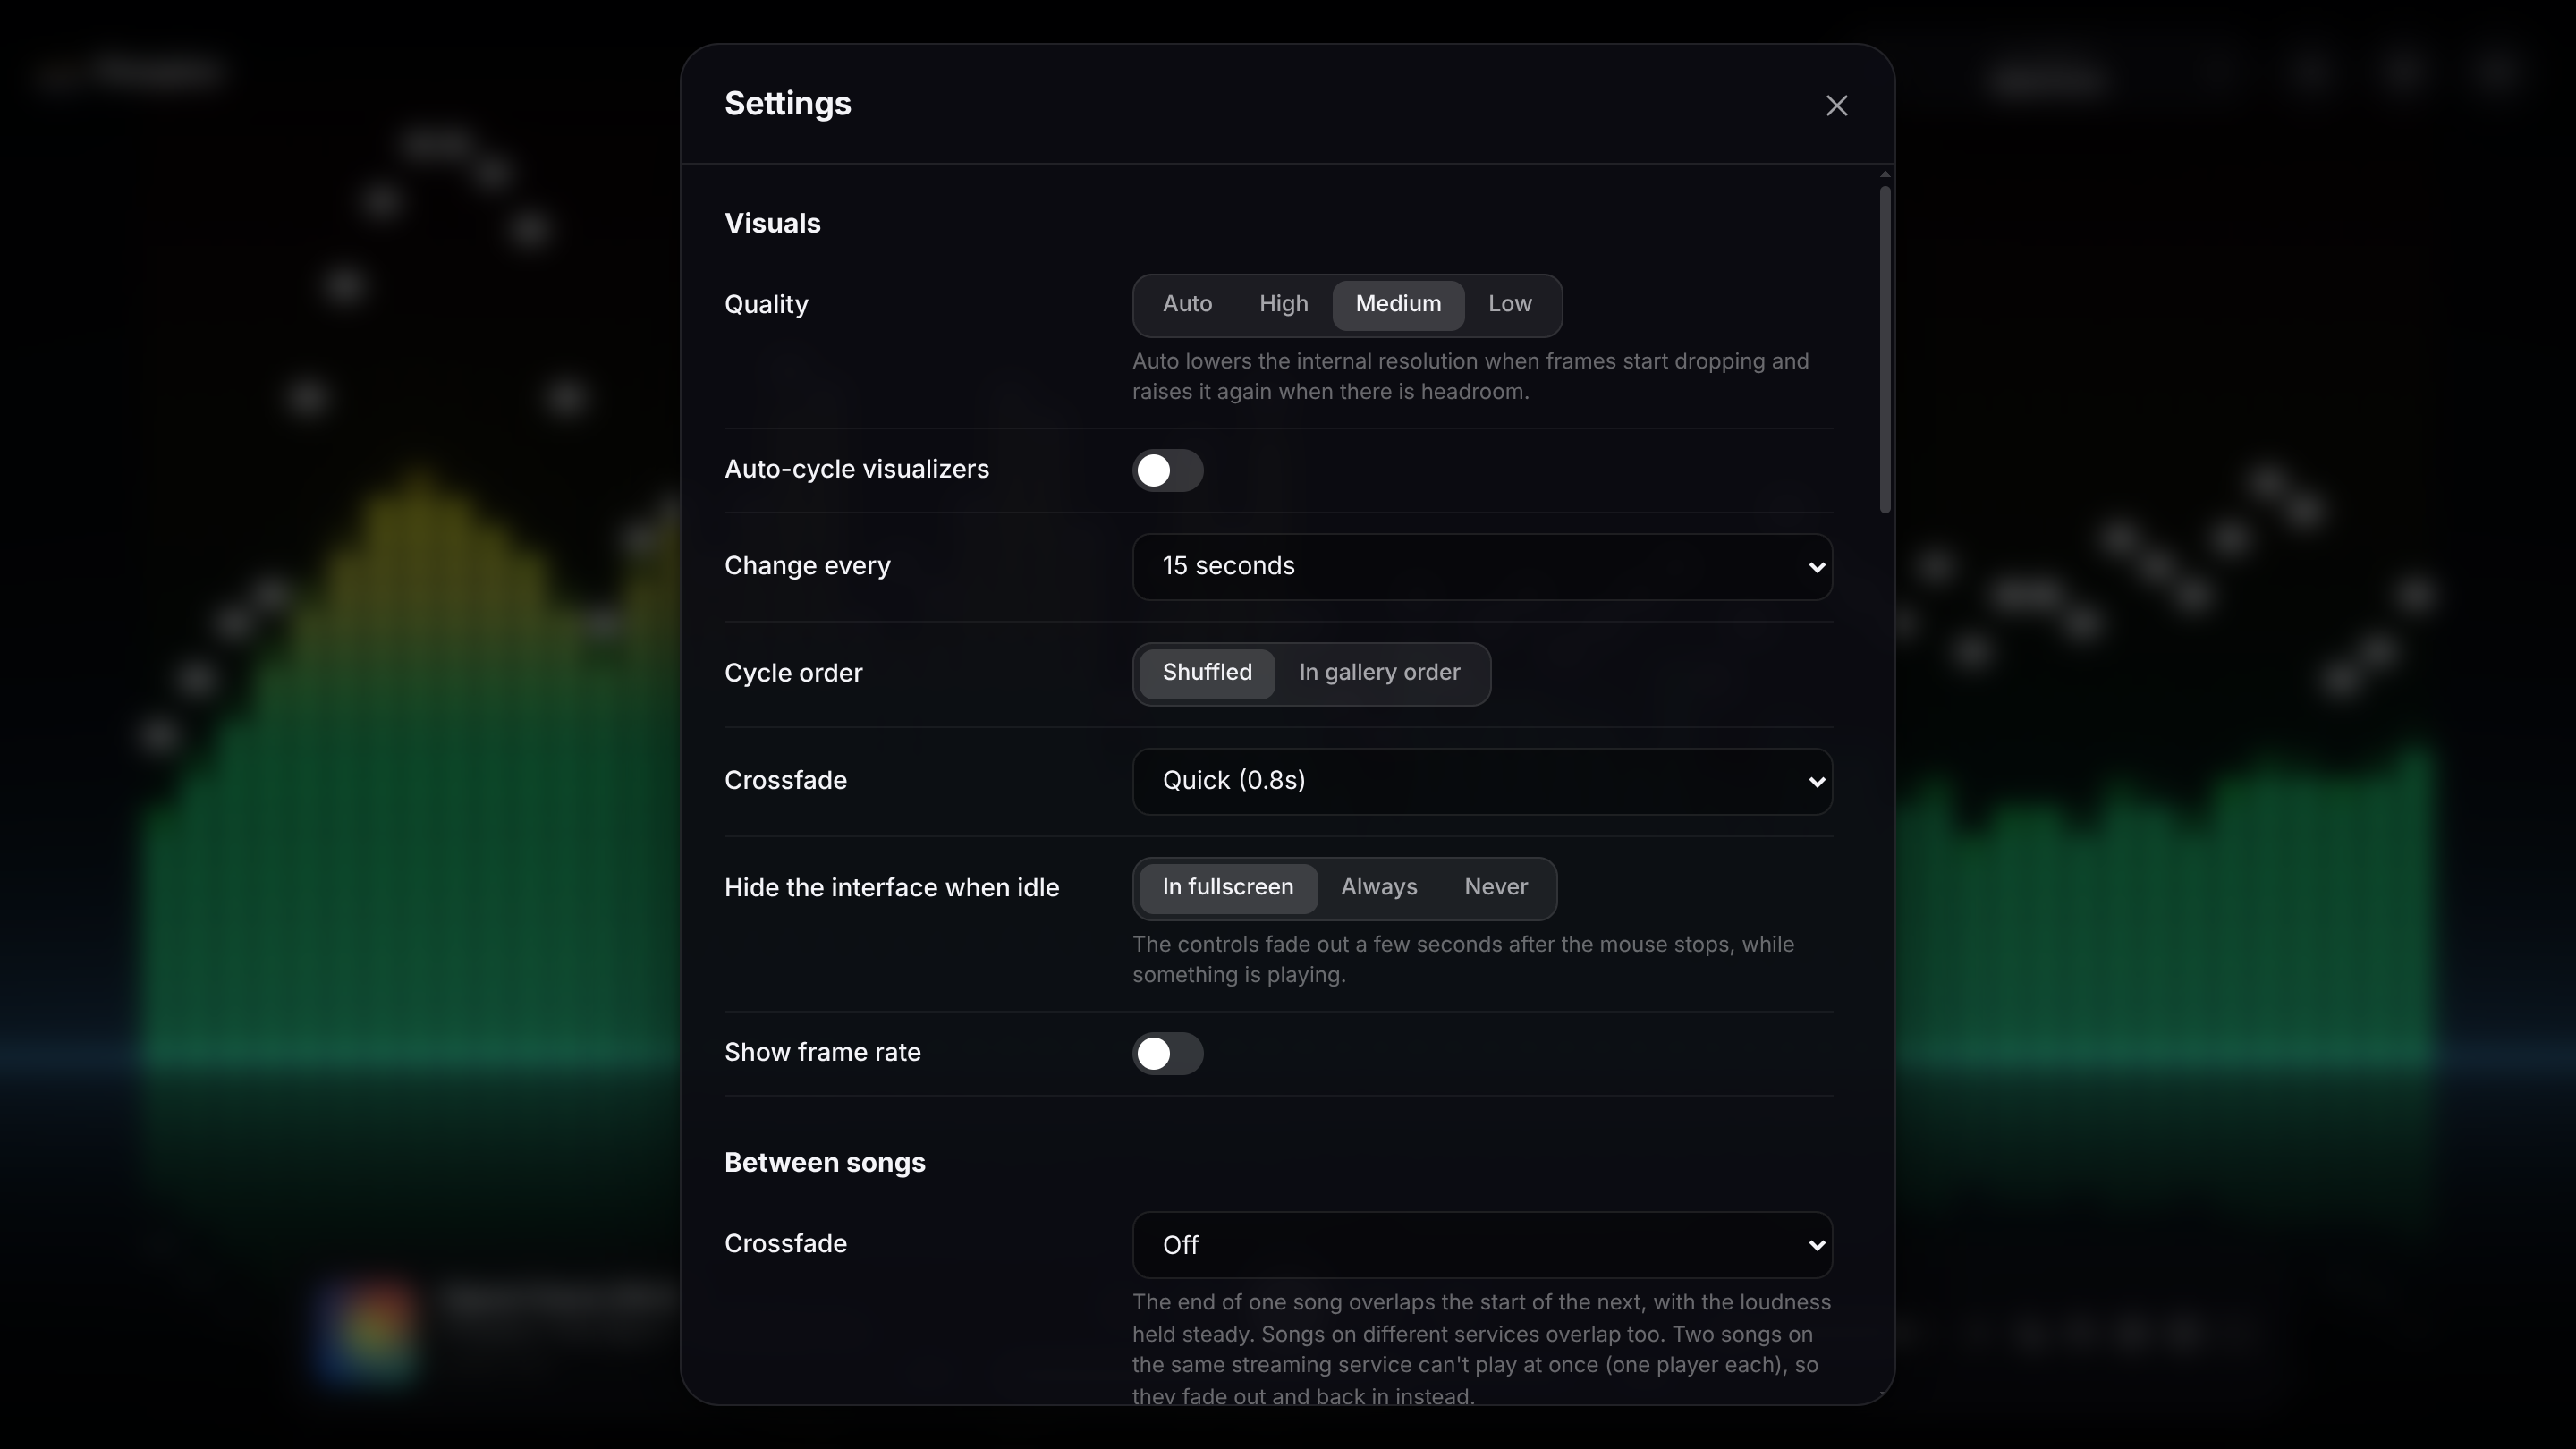 Settings
Visuals
Quality
Auto High Medium Low
Auto lowers the internal resolution when frames start dropping and
raises it again when there is headroom.
Auto-cycle visualizers
Change every
15 seconds
Cycle order
Shuffled In gallery order
Crossfade
Quick (0.8s)
Hide the interface when idle
In fullscreen Always Never
The controls fade out a few seconds after the mouse stops, while
something is playing.
Show frame rate
Between songs
Crossfade
Off
The end of one song overlaps the start of the next, with the loudness
held steady. Songs on different services overlap too. Two songs on
the same streaming service can't play at once (one player each), so
they fade out and back in instead.